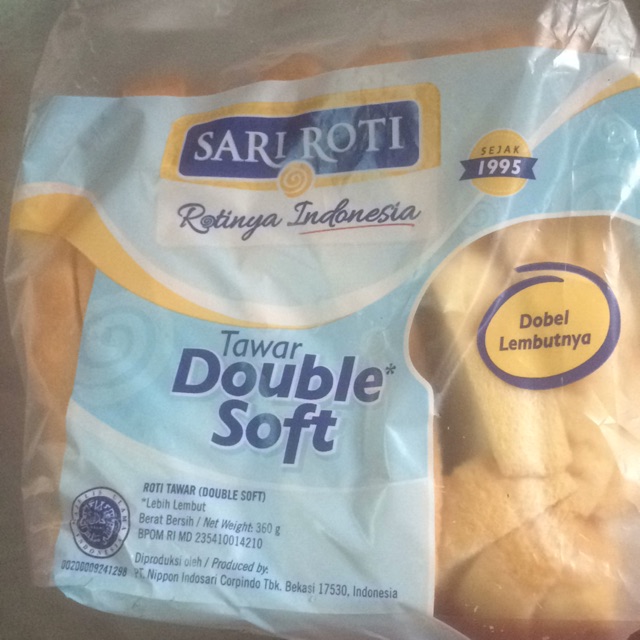 SARI ROTI
Rotinya Indonesia
SEJAK
1995
Dobel
Lembutnya
Tawar
Double*
Soft
ROTI TAWAR (DOUBLE SOFT)
*Lebih Lembut
Berat Bersih / Net Weight: 360 g
BPOM RI MD 235410014210
00200009241298
Diproduksi oleh / Produced by:
PT. Nippon Indosari Corpindo Tbk. Bekasi 17530, Indonesia